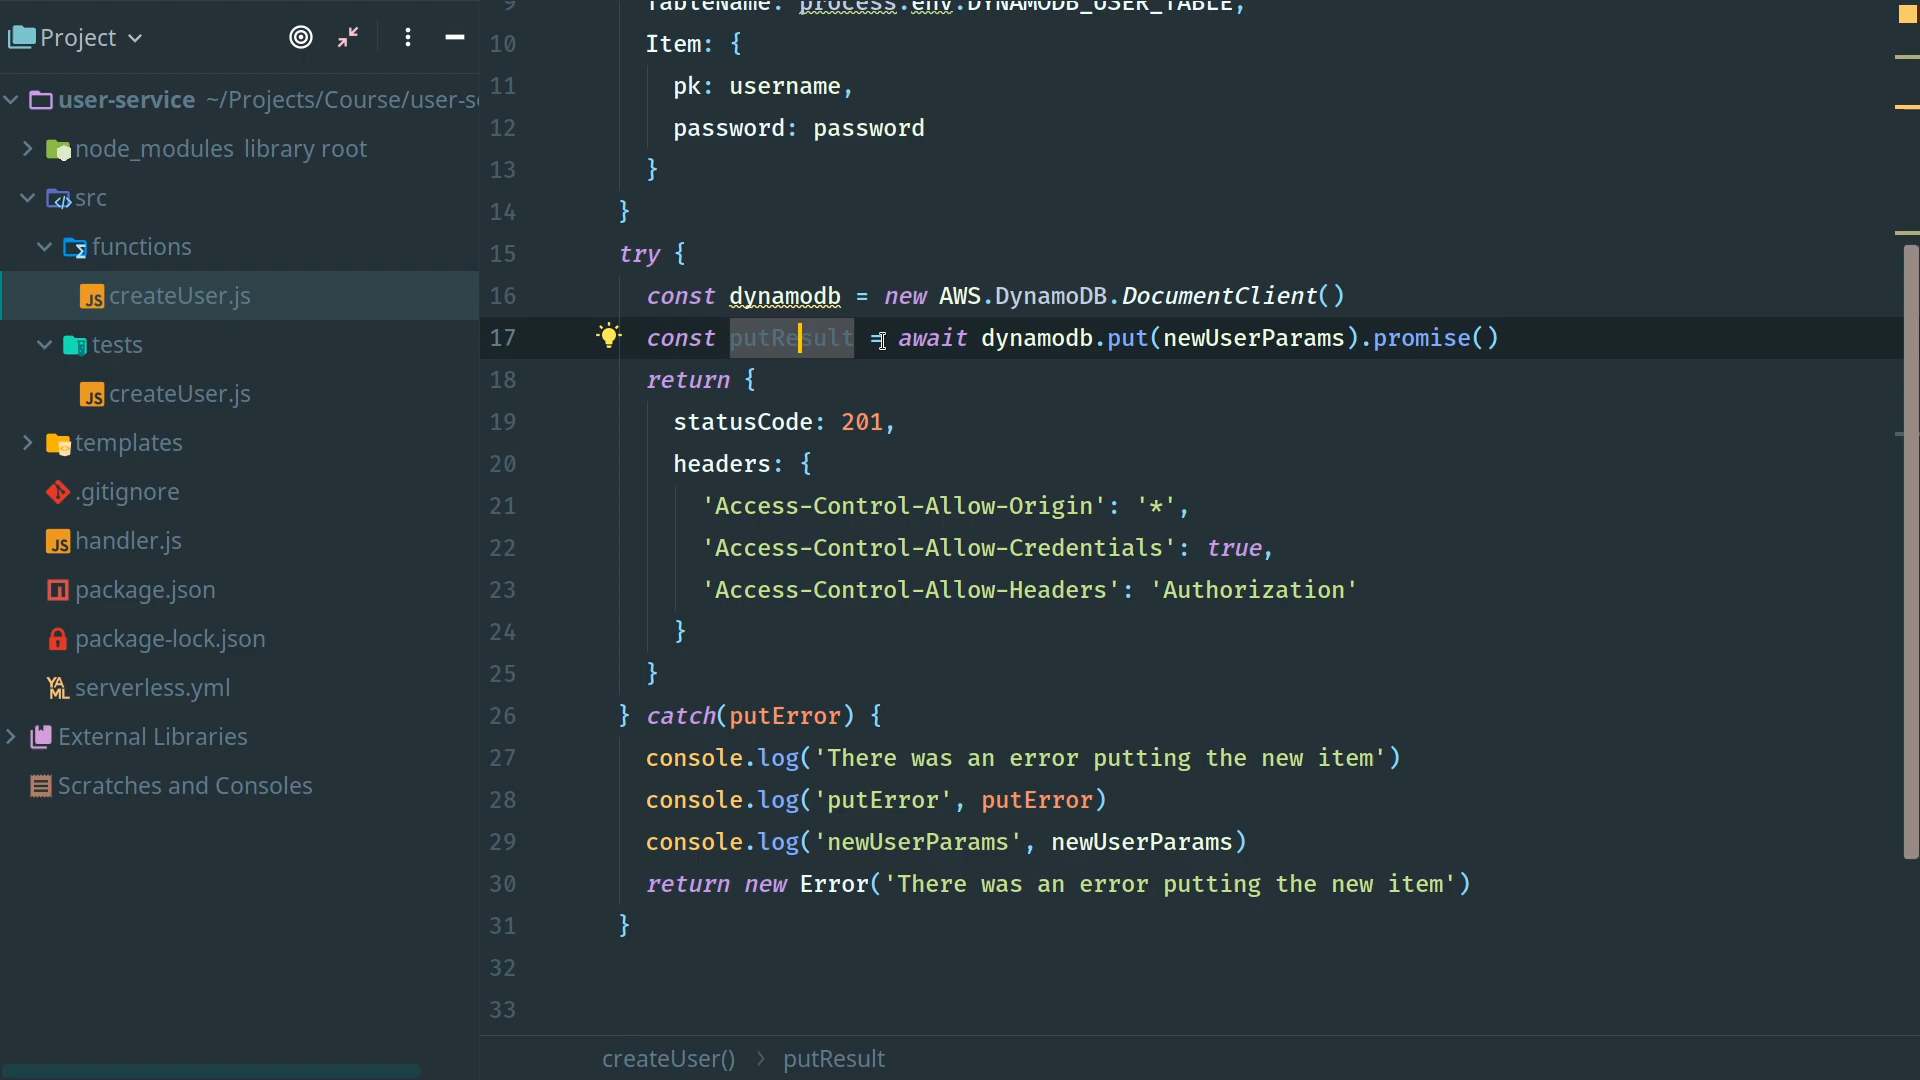 Project
user-service ~/Projects/Course/user-s
node_modules library root
src
functions
createUser.js
tests
createUser.js
templates
.gitignore
handler.js
package.json
package-lock.json
serverless.yml
External Libraries
Scratches and Consoles
9 TableName: process.env.DYNAMODB_USER_TABLE,
10 Item: {
11 pk: username,
12 password: password
13 }
14 }
15 try {
16 const dynamodb = new AWS.DynamoDB.DocumentClient()
17 const putResult = await dynamodb.put(newUserParams).promise()
18 return {
19 statusCode: 201,
20 headers: {
21 'Access-Control-Allow-Origin': '*',
22 'Access-Control-Allow-Credentials': true,
23 'Access-Control-Allow-Headers': 'Authorization'
24 }
25 }
26 } catch(putError) {
27 console.log('There was an error putting the new item')
28 console.log('putError', putError)
29 console.log('newUserParams', newUserParams)
30 return new Error('There was an error putting the new item')
31 }
32
33
createUser() > putResult